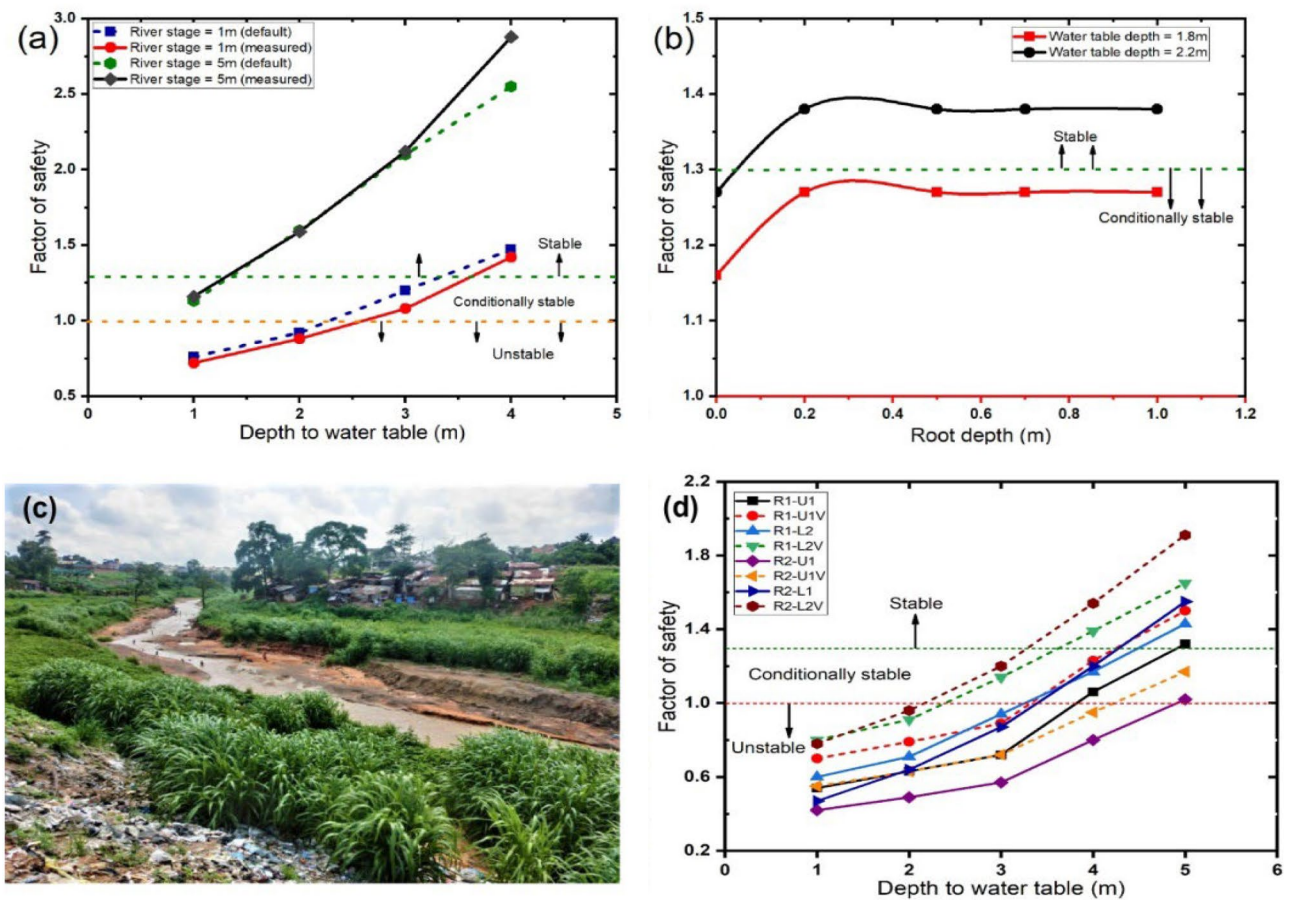 (a)
River stage = 1m (default)
River stage = 1m (measured)
River stage = 5m (default)
River stage = 5m (measured)
3.0
2.5
2.0
1.5
1.0
0.5
Factor of safety
Stable
Conditionally stable
Unstable
0 1 2 3 4 5
Depth to water table (m)
(b)
Water table depth = 1.8m
Water table depth = 2.2m
1.5
1.4
1.3
1.2
1.1
1.0
Factor of safety
Stable
Conditionally stable
0.0 0.2 0.4 0.6 0.8 1.0 1.2
Root depth (m)
(c)
(d)
R1-U1
R1-U1V
R1-L2
R1-L2V
R2-U1
R2-U1V
R2-L1
R2-L2V
2.2
1.8
1.4
1.0
0.6
0.2
Factor of safety
Stable
Conditionally stable
Unstable
0 1 2 3 4 5 6
Depth to water table (m)